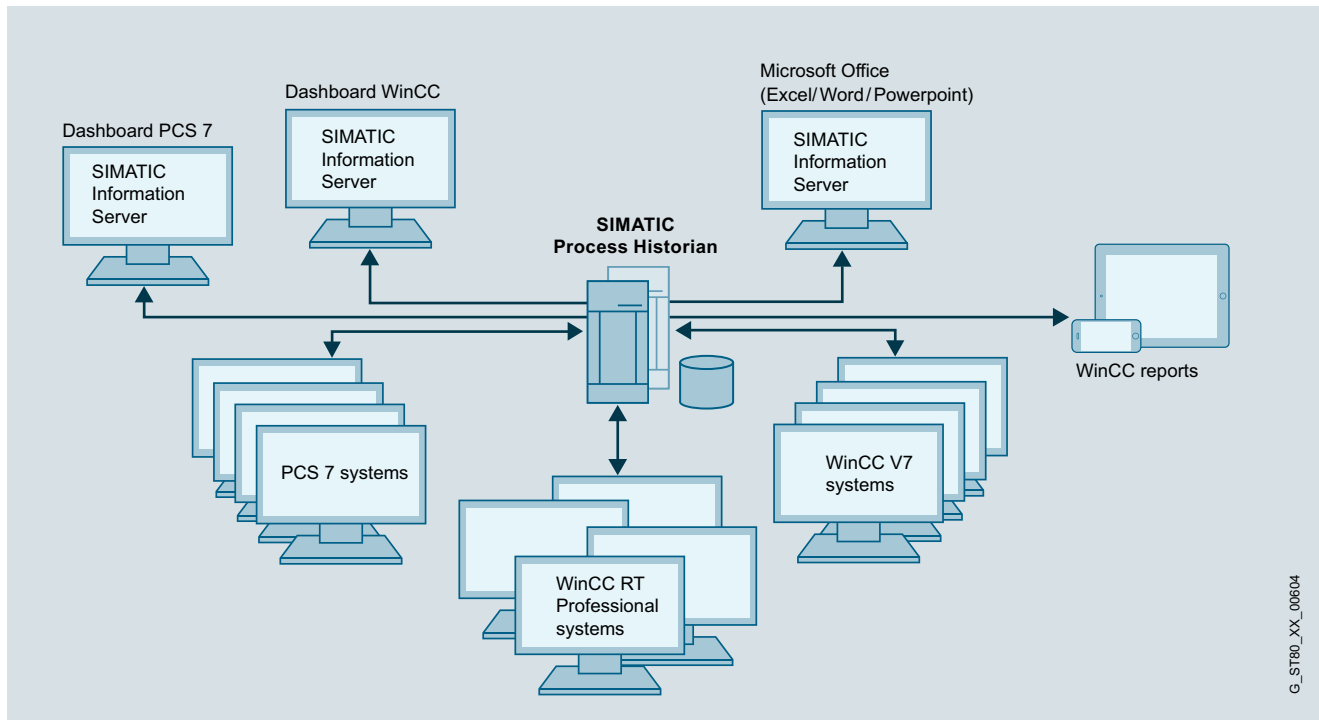 Dashboard PCS 7
SIMATIC
Information
Server
Dashboard WinCC
SIMATIC
Information
Server
Microsoft Office
(Excel/Word/Powerpoint)
SIMATIC
Information
Server
SIMATIC
Process Historian
WinCC reports
PCS 7 systems
WinCC RT
Professional
systems
WinCC V7
systems
G_ST80_XX_00604